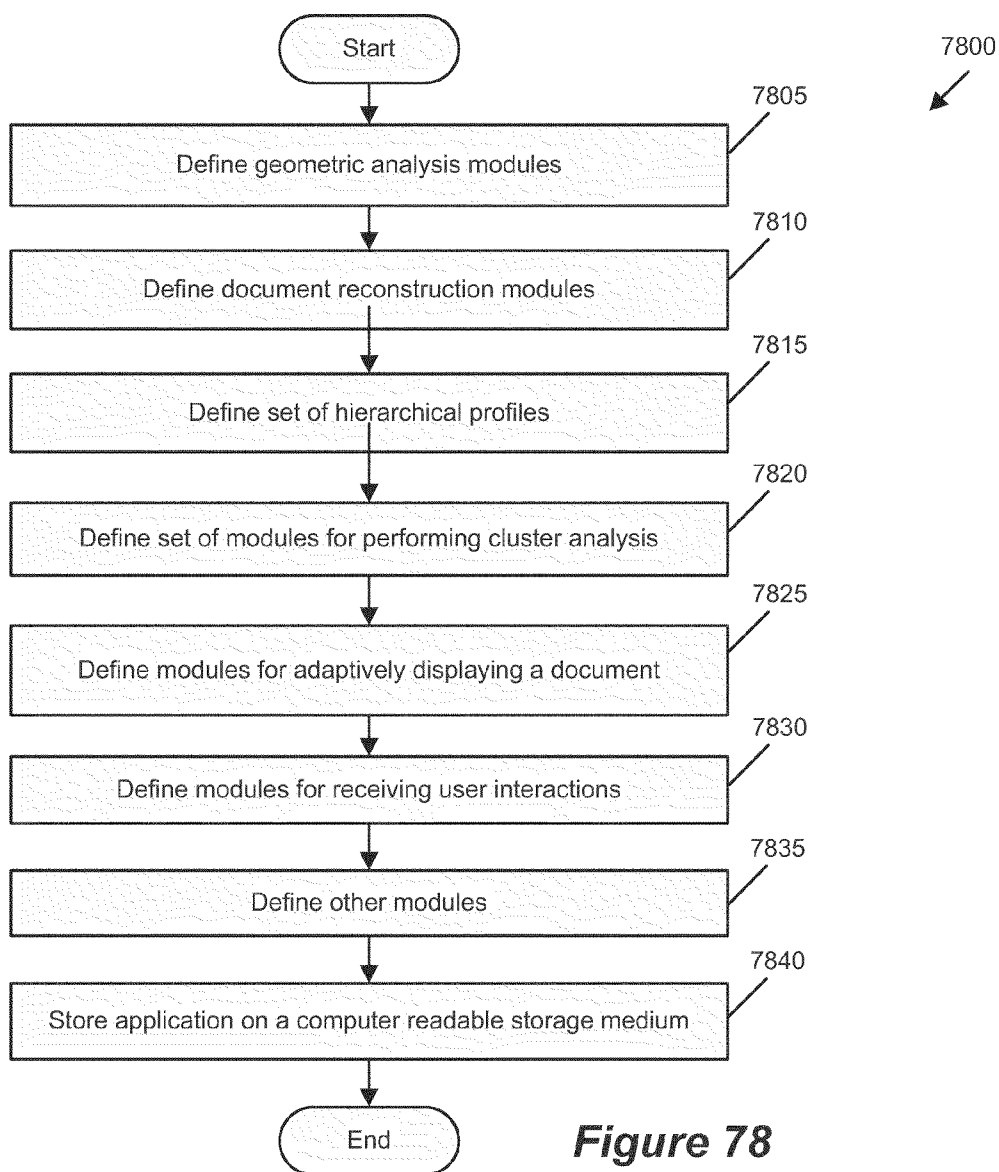 Start
7800
7805
Define geometric analysis modules
7810
Define document reconstruction modules
7815
Define set of hierarchical profiles
7820
Define set of modules for performing cluster analysis
7825
Define modules for adaptively displaying a document
7830
Define modules for receiving user interactions
7835
Define other modules
7840
Store application on a computer readable storage medium
End
Figure 78